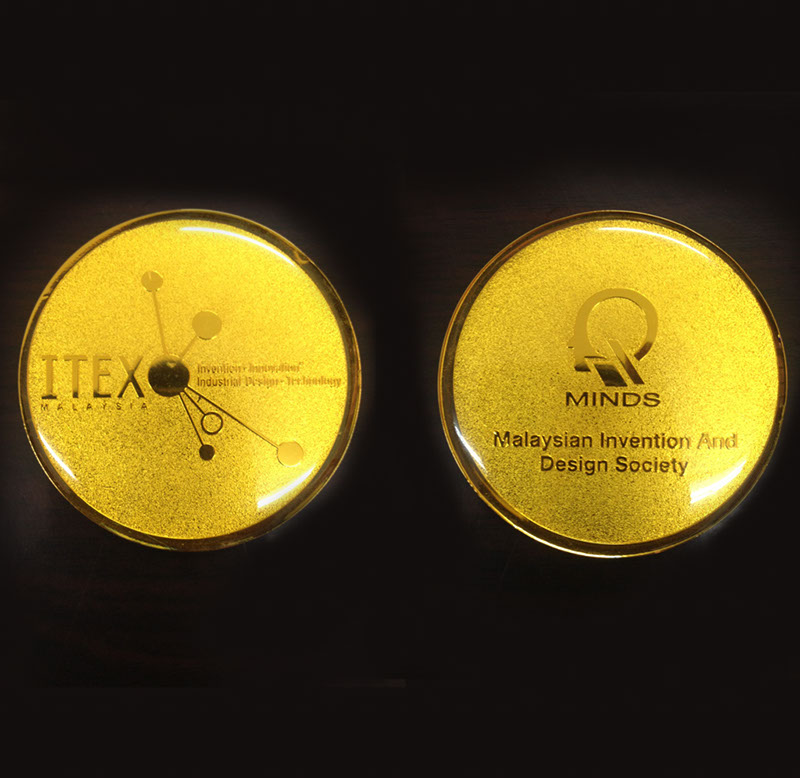 ITEX
MALAYSIA
Invention • Innovation
Industrial Design • Technology
MINDS
Malaysian Invention And
Design Society